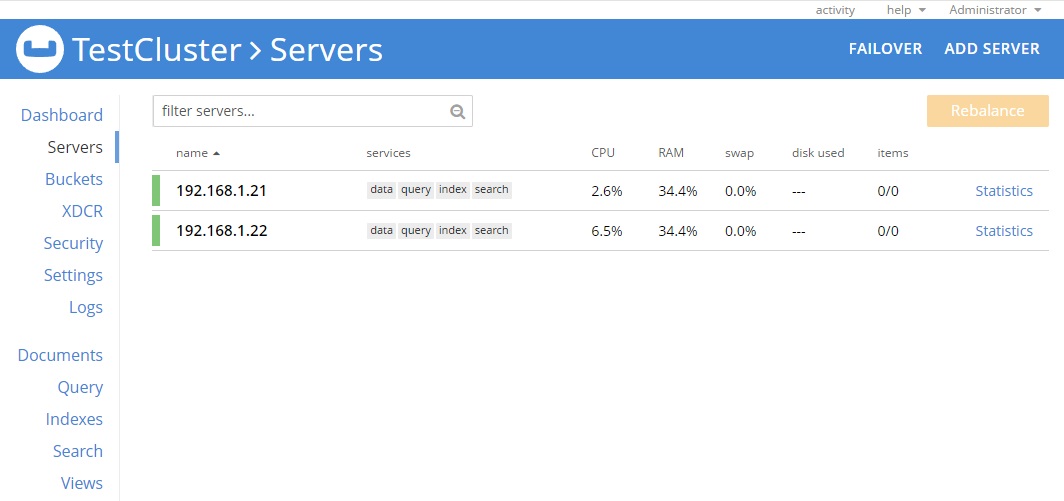 activity help Administrator
TestCluster > Servers FAILOVER ADD SERVER
Dashboard
Servers
Buckets
XDCR
Security
Settings
Logs
Documents
Query
Indexes
Search
Views
filter servers... Rebalance
name services CPU RAM swap disk used items
192.168.1.21 data query index search 2.6% 34.4% 0.0% --- 0/0 Statistics
192.168.1.22 data query index search 6.5% 34.4% 0.0% --- 0/0 Statistics